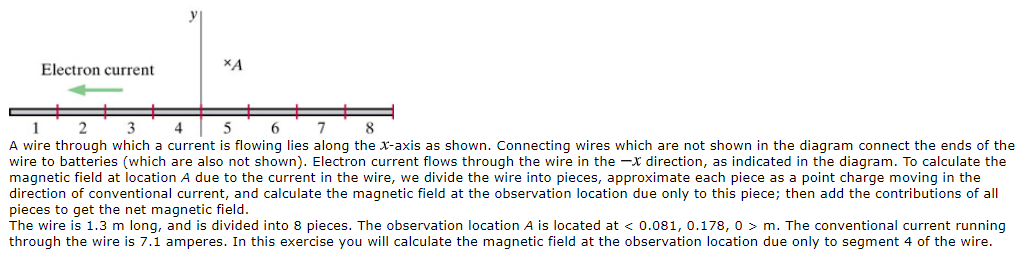 y
×A
Electron current
1 2 3 4 5 6 7 8
A wire through which a current is flowing lies along the x-axis as shown. Connecting wires which are not shown in the diagram connect the ends of the
wire to batteries (which are also not shown). Electron current flows through the wire in the −x direction, as indicated in the diagram. To calculate the
magnetic field at location A due to the current in the wire, we divide the wire into pieces, approximate each piece as a point charge moving in the
direction of conventional current, and calculate the magnetic field at the observation location due only to this piece; then add the contributions of all
pieces to get the net magnetic field.
The wire is 1.3 m long, and is divided into 8 pieces. The observation location A is located at < 0.081, 0.178, 0 > m. The conventional current running
through the wire is 7.1 amperes. In this exercise you will calculate the magnetic field at the observation location due only to segment 4 of the wire.